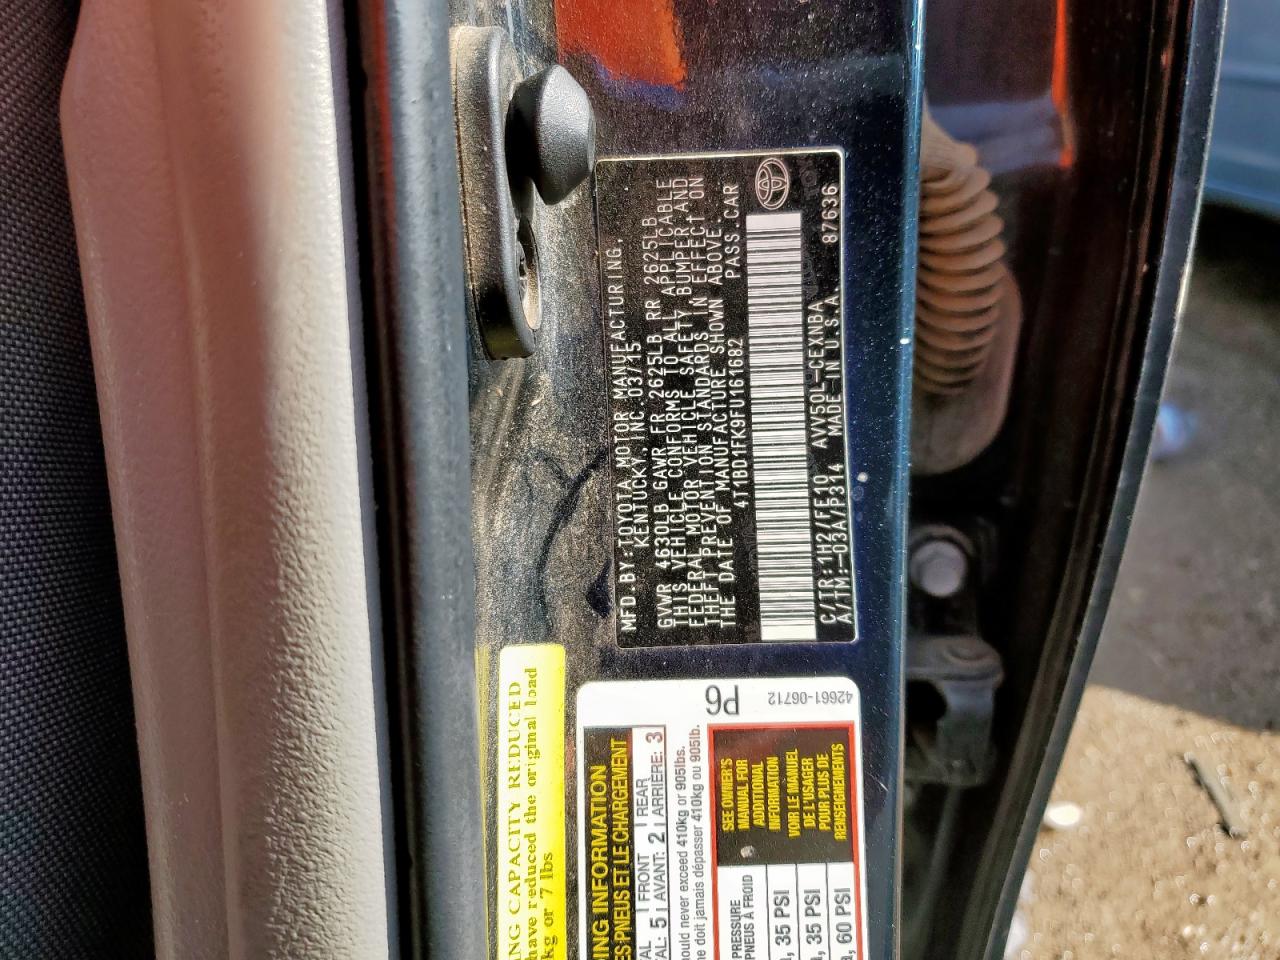 MFD.BY:TOYOTA MOTOR MANUFACTURING,
KENTUCKY, INC. 03/15
GVWR 4630LB GAWR FR 2625LB RR 2625LB
THIS VEHICLE CONFORMS TO ALL APPLICABLE
FEDERAL MOTOR VEHICLE SAFETY, BUMPER AND
THEFT PREVENTION STANDARDS IN EFFECT ON
THE DATE OF MANUFACTURE SHOWN ABOVE.
4T1BD1FK9FU161682 PASS.CAR
C/TR:1H2/FE10 AVV50L-CEXNBA
A/TM:-03A/P314 MADE IN U.S.A. 87636
CAPACITY REDUCED
have reduced the original load
kg or 7 lbs
P6
42661-06712
INFORMATION
PNEUS ET LE CHARGEMENT
5 FRONT
AVANT: 2 REAR
ARRIERE: 3
should never exceed 410kg or 905lbs.
ne doit jamais dépasser 410kg ou 905lb.
PRESSURE
PNEUS À FROID
35 PSI
35 PSI
60 PSI
SEE OWNER'S
MANUAL FOR
ADDITIONAL
INFORMATION
VOIR LE MANUEL
DE L'USAGER
POUR PLUS DE
RENSEIGNEMENTS